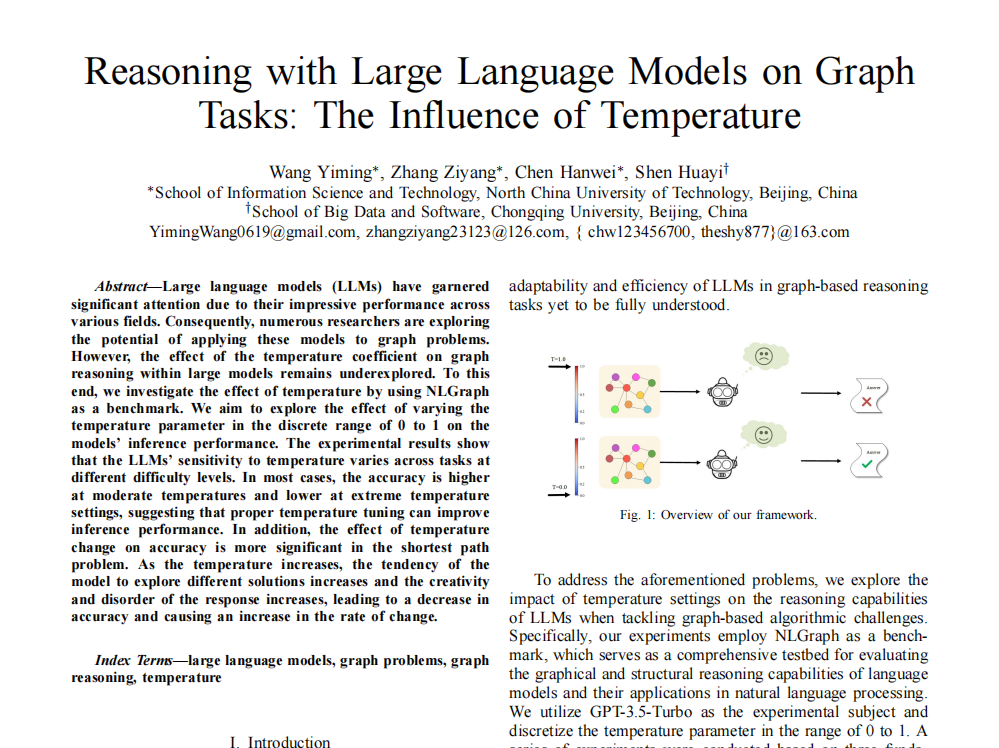 Reasoning with Large Language Models on Graph
Tasks: The Influence of Temperature
Wang Yiming*, Zhang Ziyang*, Chen Hanwei*, Shen Huayi†
*School of Information Science and Technology, North China University of Technology, Beijing, China
†School of Big Data and Software, Chongqing University, Beijing, China
YimingWang0619@gmail.com, zhangziyang23123@126.com, { chw123456700, theshy877}@163.com
Abstract—Large language models (LLMs) have garnered
significant attention due to their impressive performance across
various fields. Consequently, numerous researchers are exploring
the potential of applying these models to graph problems.
However, the effect of the temperature coefficient on graph
reasoning within large models remains underexplored. To this
end, we investigate the effect of temperature by using NLGraph
as a benchmark. We aim to explore the effect of varying the
temperature parameter in the discrete range of 0 to 1 on the
models' inference performance. The experimental results show
that the LLMs' sensitivity to temperature varies across tasks at
different difficulty levels. In most cases, the accuracy is higher
at moderate temperatures and lower at extreme temperature
settings, suggesting that proper temperature tuning can improve
inference performance. In addition, the effect of temperature
change on accuracy is more significant in the shortest path
problem. As the temperature increases, the tendency of the
model to explore different solutions increases and the creativity
and disorder of the response increases, leading to a decrease in
accuracy and causing an increase in the rate of change.
Index Terms—large language models, graph problems, graph
reasoning, temperature
I. Introduction
adaptability and efficiency of LLMs in graph-based reasoning
tasks yet to be fully understood.
T=1.0
Answer
Answer
T=0.0
Fig. 1: Overview of our framework.
To address the aforementioned problems, we explore the
impact of temperature settings on the reasoning capabilities
of LLMs when tackling graph-based algorithmic challenges.
Specifically, our experiments employ NLGraph as a bench-
mark, which serves as a comprehensive testbed for evaluating
the graphical and structural reasoning capabilities of language
models and their applications in natural language processing.
We utilize GPT-3.5-Turbo as the experimental subject and
discretize the temperature parameter in the range of 0 to 1. A